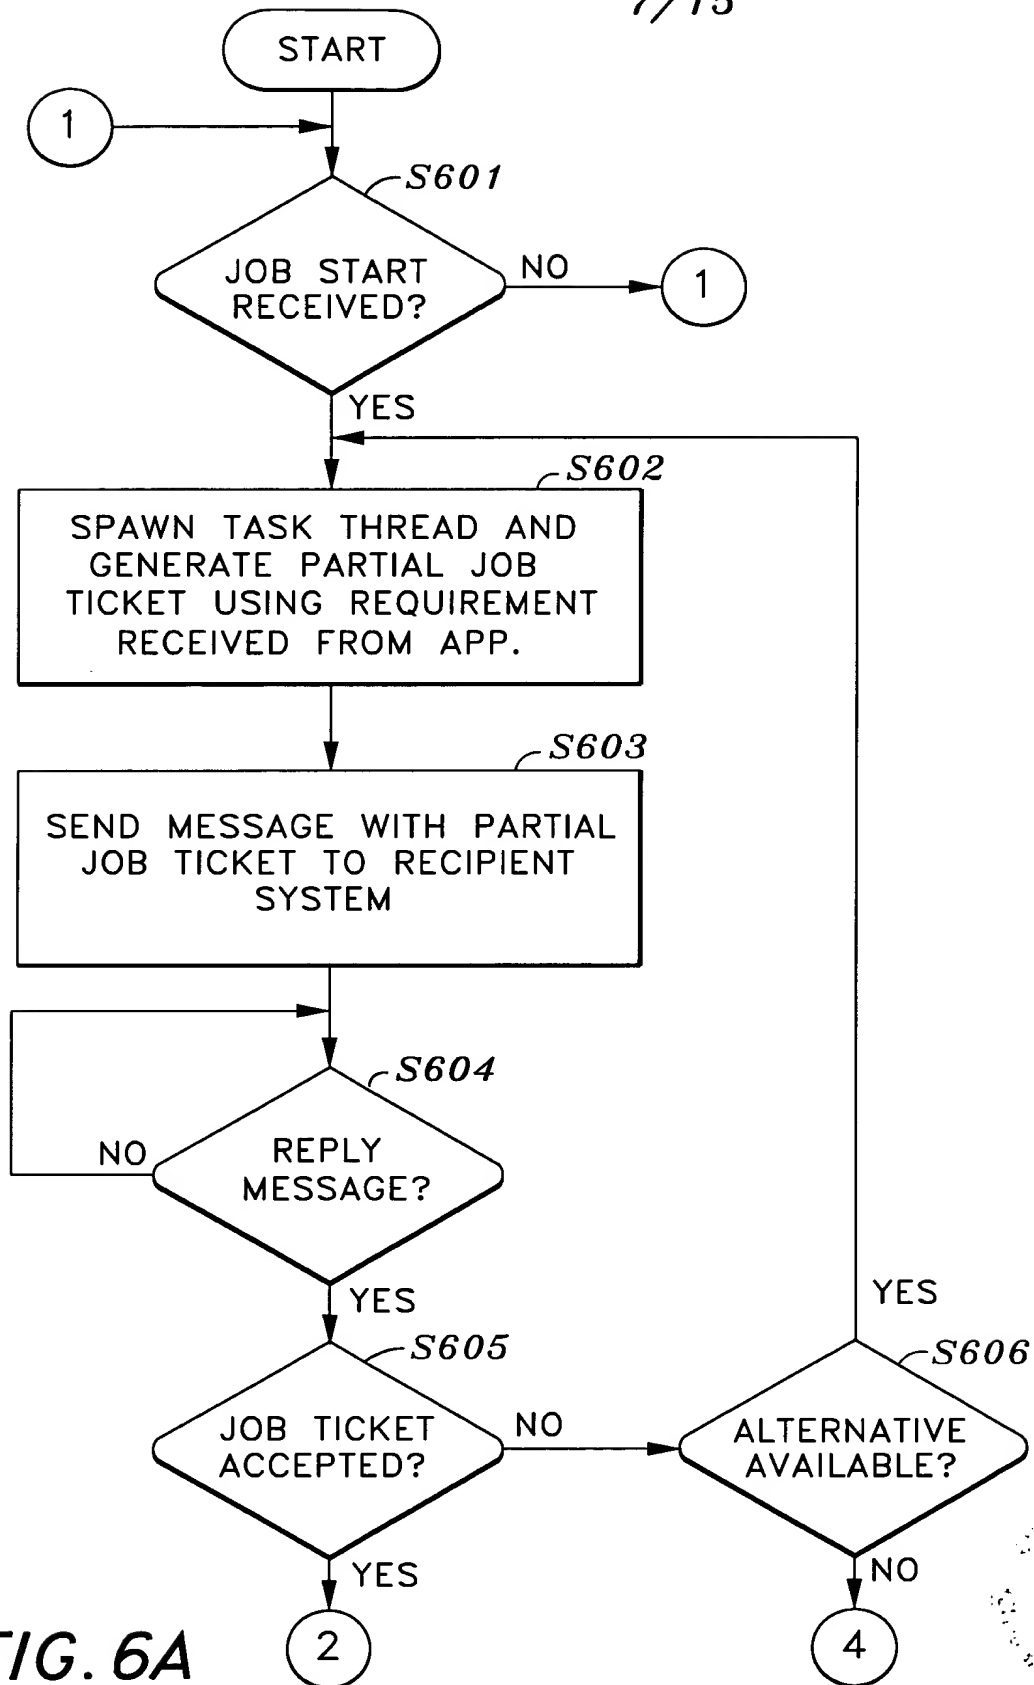 7/15
START
1
S601
JOB START
RECEIVED?
NO
1
YES
S602
SPAWN TASK THREAD AND
GENERATE PARTIAL JOB
TICKET USING REQUIREMENT
RECEIVED FROM APP.
S603
SEND MESSAGE WITH PARTIAL
JOB TICKET TO RECIPIENT
SYSTEM
S604
REPLY
MESSAGE?
NO
YES
YES
S605
JOB TICKET
ACCEPTED?
NO
S606
ALTERNATIVE
AVAILABLE?
YES
NO
2
4
FIG. 6A